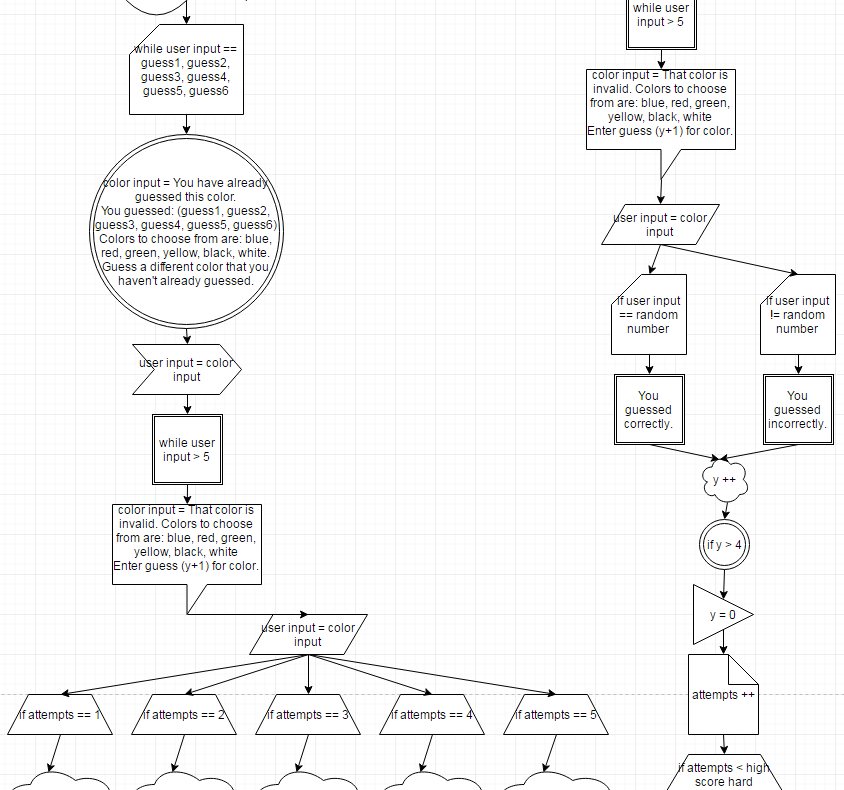 while user input ==
guess1, guess2,
guess3, guess4,
guess5, guess6
color input = You have already
guessed this color.
You guessed: (guess1, guess2,
guess3, guess4, guess5, guess6)
Colors to choose from are: blue,
red, green, yellow, black, white.
Guess a different color that you
haven't already guessed.
user input = color
input
while user
input > 5
color input = That color is
invalid. Colors to choose
from are: blue, red, green,
yellow, black, white
Enter guess (y+1) for color.
user input = color
input
if attempts == 1
if attempts == 2
if attempts == 3
if attempts == 4
if attempts == 5
while user
input > 5
color input = That color is
invalid. Colors to choose
from are: blue, red, green,
yellow, black, white
Enter guess (y+1) for color.
user input = color
input
if user input
== random
number
if user input
!= random
number
You
guessed
correctly.
You
guessed
incorrectly.
y ++
if y > 4
y = 0
attempts ++
if attempts < high
score hard